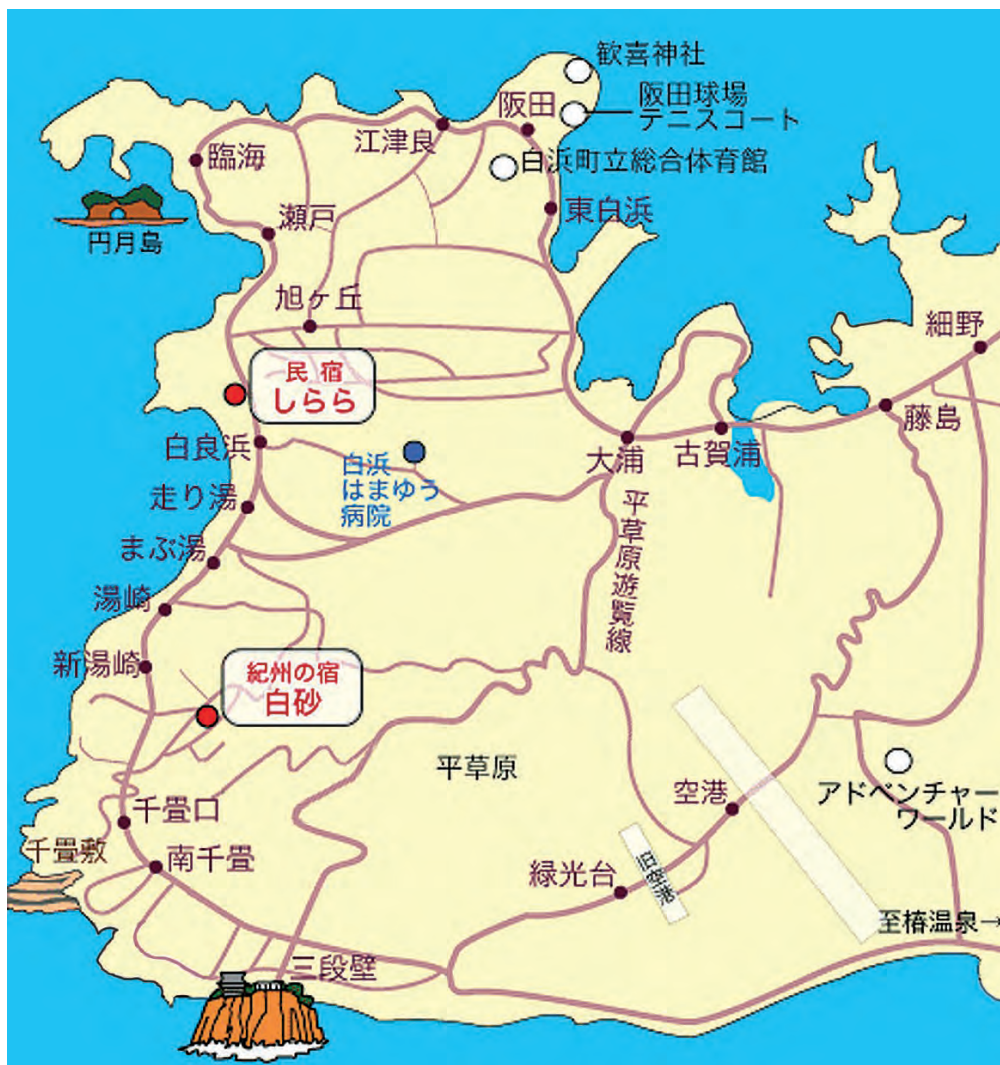 歓喜神社
阪田球場
テニスコート
阪田
江津良
白浜町立総合体育館
臨海
東白浜
瀬戸
円月島
旭ヶ丘
細野
民宿
しらら
藤島
白良浜
大浦
古賀浦
白浜
はまゆう
病院
走り湯
平草原遊覧線
まぶ湯
湯崎
新湯崎
紀州の宿
白砂
平草原
空港
アドベンチャー
ワールド
千畳口
千畳敷
南千畳
旧空港
緑光台
至椿温泉→
三段壁